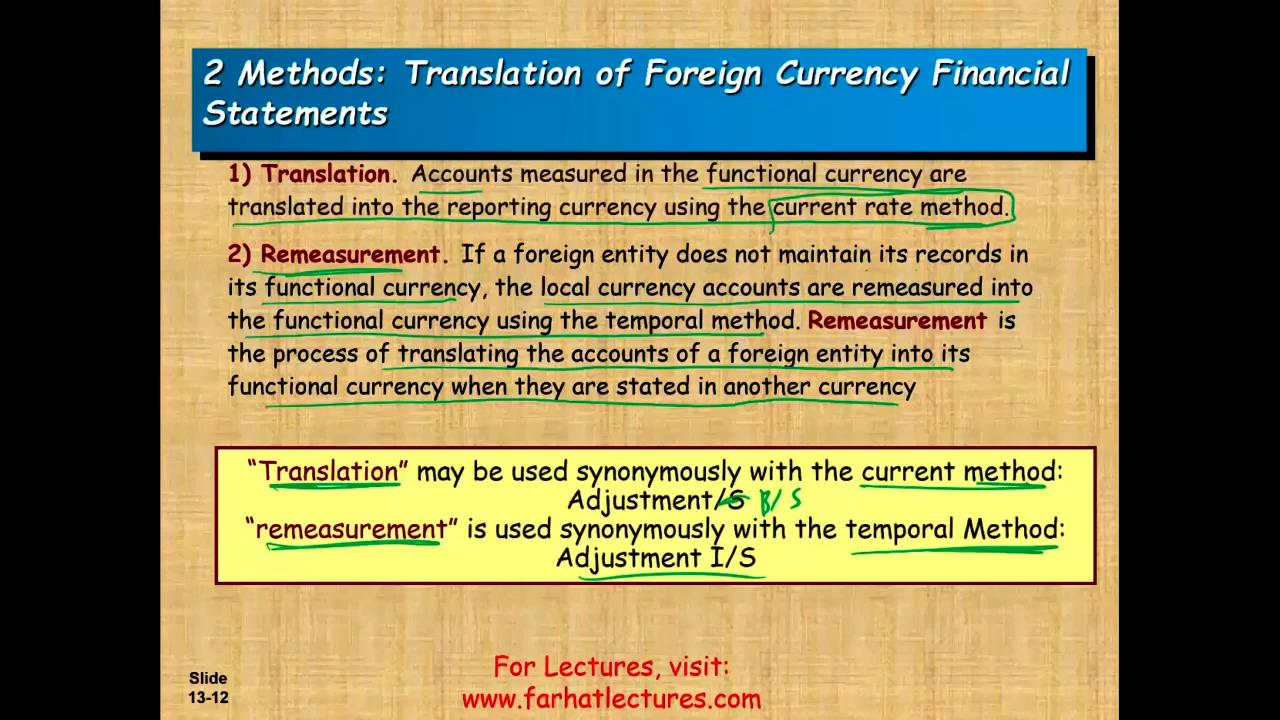 2 Methods: Translation of Foreign Currency Financial
Statements
1) Translation. Accounts measured in the functional currency are
translated into the reporting currency using the current rate method.
2) Remeasurement. If a foreign entity does not maintain its records in
its functional currency, the local currency accounts are remeasured into
the functional currency using the temporal method. Remeasurement is
the process of translating the accounts of a foreign entity into its
functional currency when they are stated in another currency
“Translation” may be used synonymously with the current method:
Adjustment/S B/S
“remeasurement” is used synonymously with the temporal Method:
Adjustment I/S
For Lectures, visit:
www.farhatlectures.com
Slide
13-12